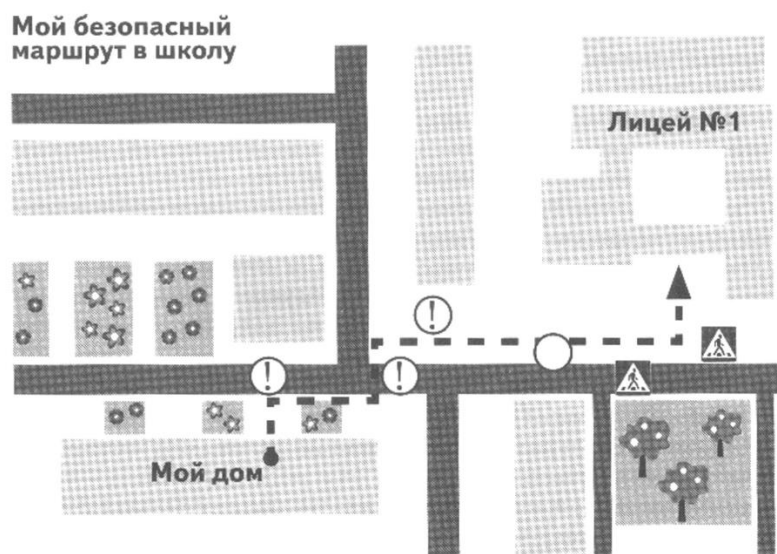 Мой безопасный
маршрут в школу
Лицей №1
!
!
!
Мой дом